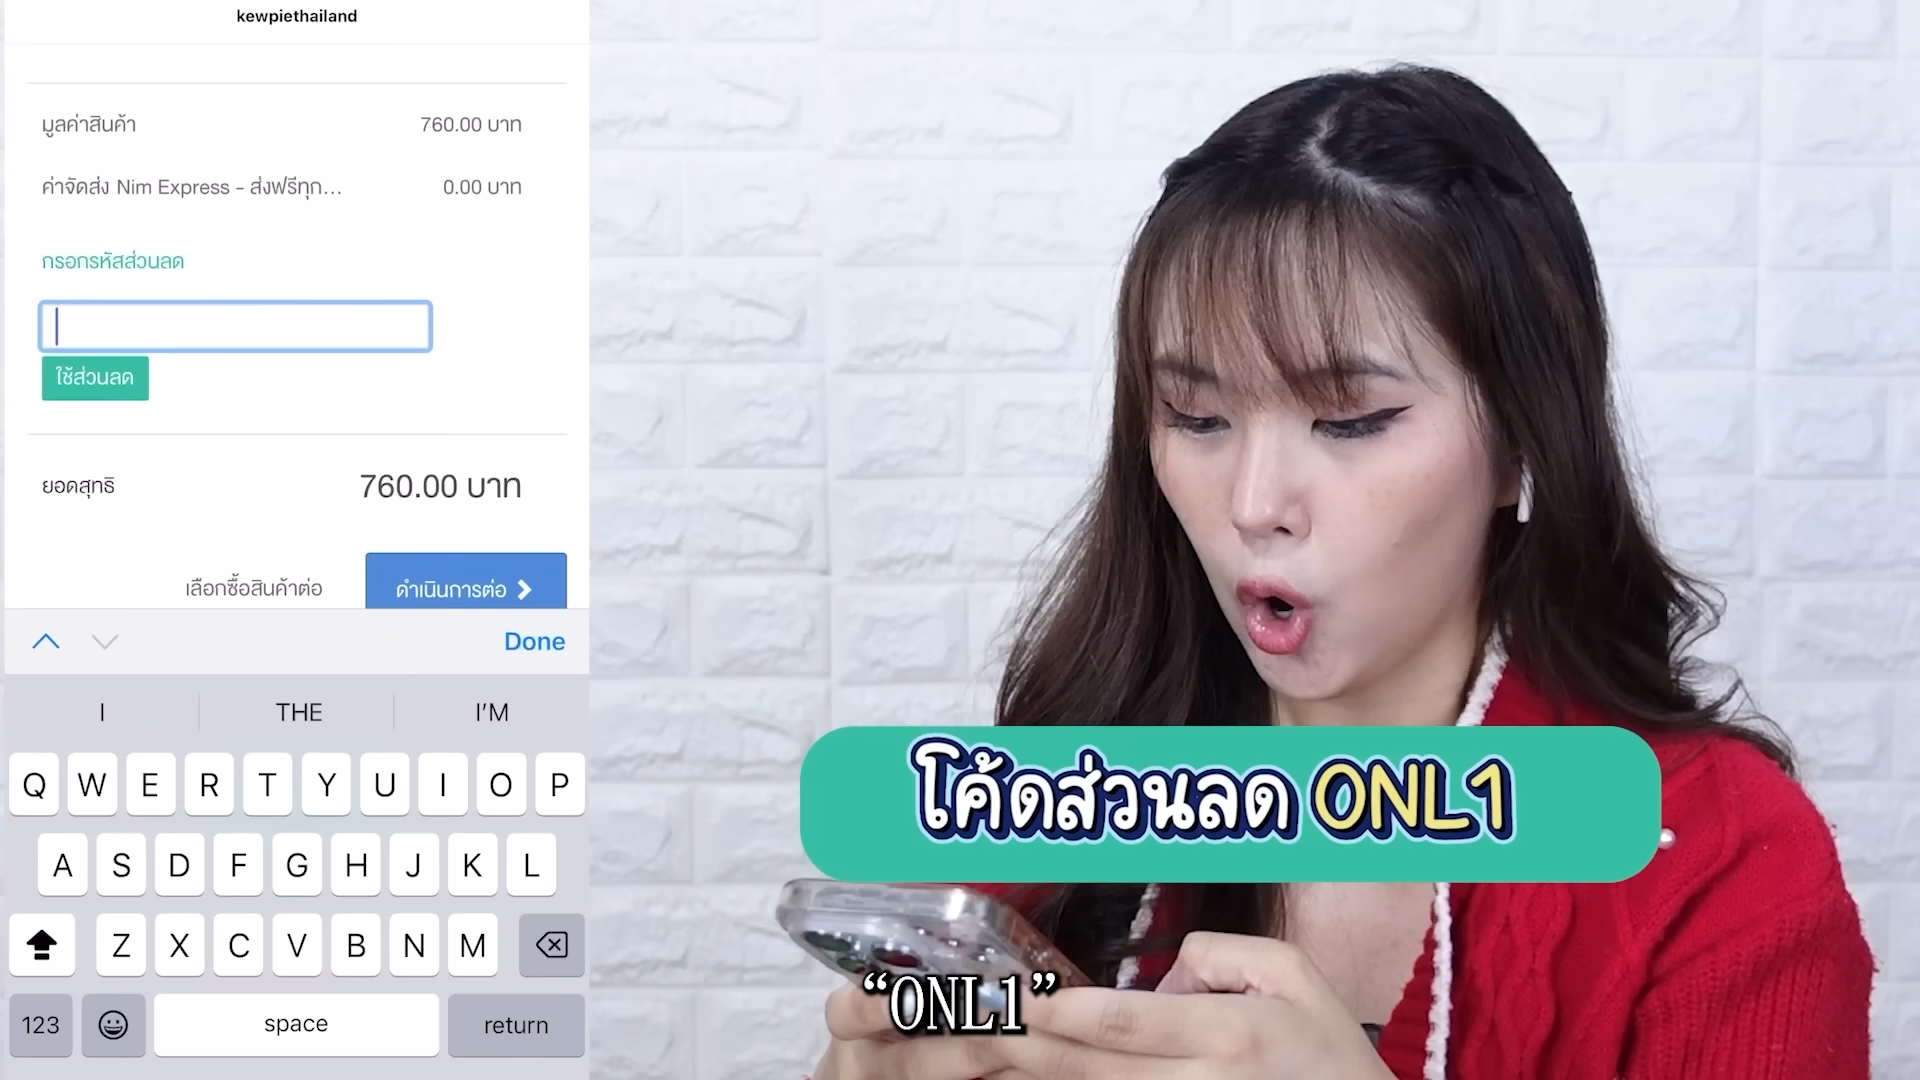 kewpiethailand
มูลค่าสินค้า 760.00 บาท
ค่าจัดส่ง Nim Express - ส่งฟรีทุก... 0.00 บาท
กรอกรหัสส่วนลด
ใช้ส่วนลด
ยอดสุทธิ 760.00 บาท
เลือกซื้อสินค้าต่อ ดำเนินการต่อ
Done
I THE I'M
Q W E R T Y U I O P
A S D F G H J K L
Z X C V B N M
123 space return
โค้ดส่วนลด ONL1
“ONL1”